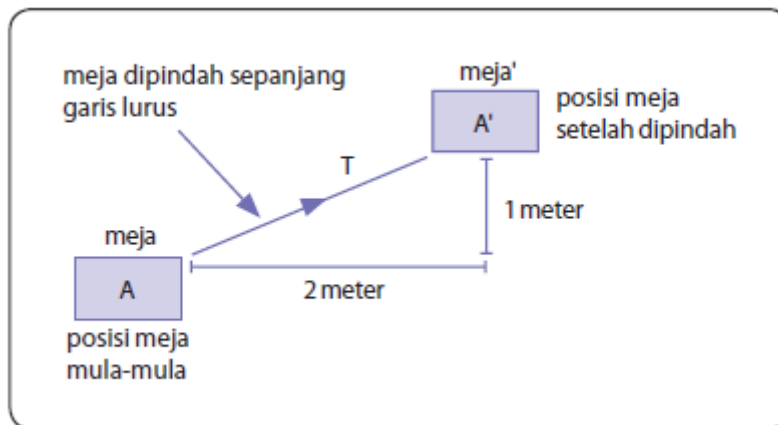 meja dipindah sepanjang
garis lurus
meja'
A'
posisi meja
setelah dipindah
T
1 meter
meja
A
2 meter
posisi meja
mula-mula